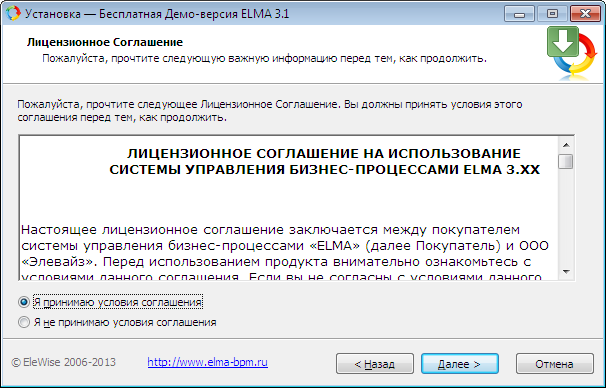 Установка — Бесплатная Демо-версия ELMA 3.1
Лицензионное Соглашение
Пожалуйста, прочтите следующую важную информацию перед тем, как продолжить.
Пожалуйста, прочтите следующее Лицензионное Соглашение. Вы должны принять условия этого
соглашения перед тем, как продолжить.
ЛИЦЕНЗИОННОЕ СОГЛАШЕНИЕ НА ИСПОЛЬЗОВАНИЕ
СИСТЕМЫ УПРАВЛЕНИЯ БИЗНЕС-ПРОЦЕССАМИ ELMA 3.XX
Настоящее лицензионное соглашение заключается между покупателем
системы управления бизнес-процессами «ELMA» (далее Покупатель) и ООО
«Элевайз». Перед использованием продукта внимательно ознакомьтесь с
условиями данного соглашения. Если вы не согласны с условиями данного
Я принимаю условия соглашения
Я не принимаю условия соглашения
© EleWise 2006-2013 http://www.elma-bpm.ru < Назад Далее > Отмена